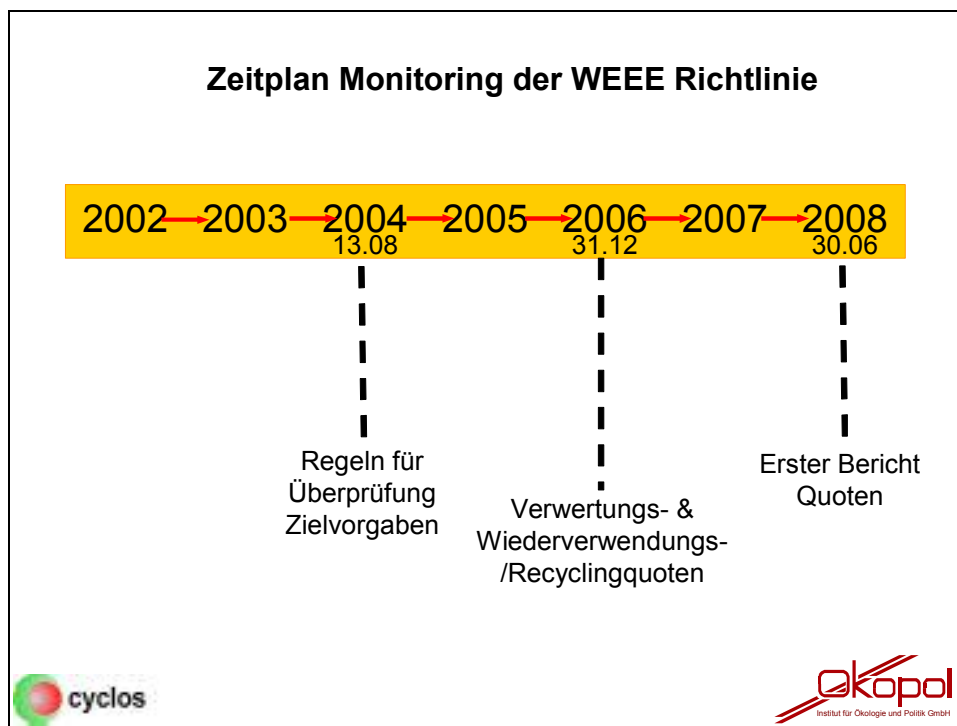 Zeitplan Monitoring der WEEE Richtlinie
2002 2003 2004 2005 2006 2007 2008
13.08 31.12 30.06
Regeln für
Überprüfung
Zielvorgaben
Verwertungs- &
Wiederverwendungs-
/Recyclingquoten
Erster Bericht
Quoten
cyclos
Ökopol
Institut für Ökologie und Politik GmbH